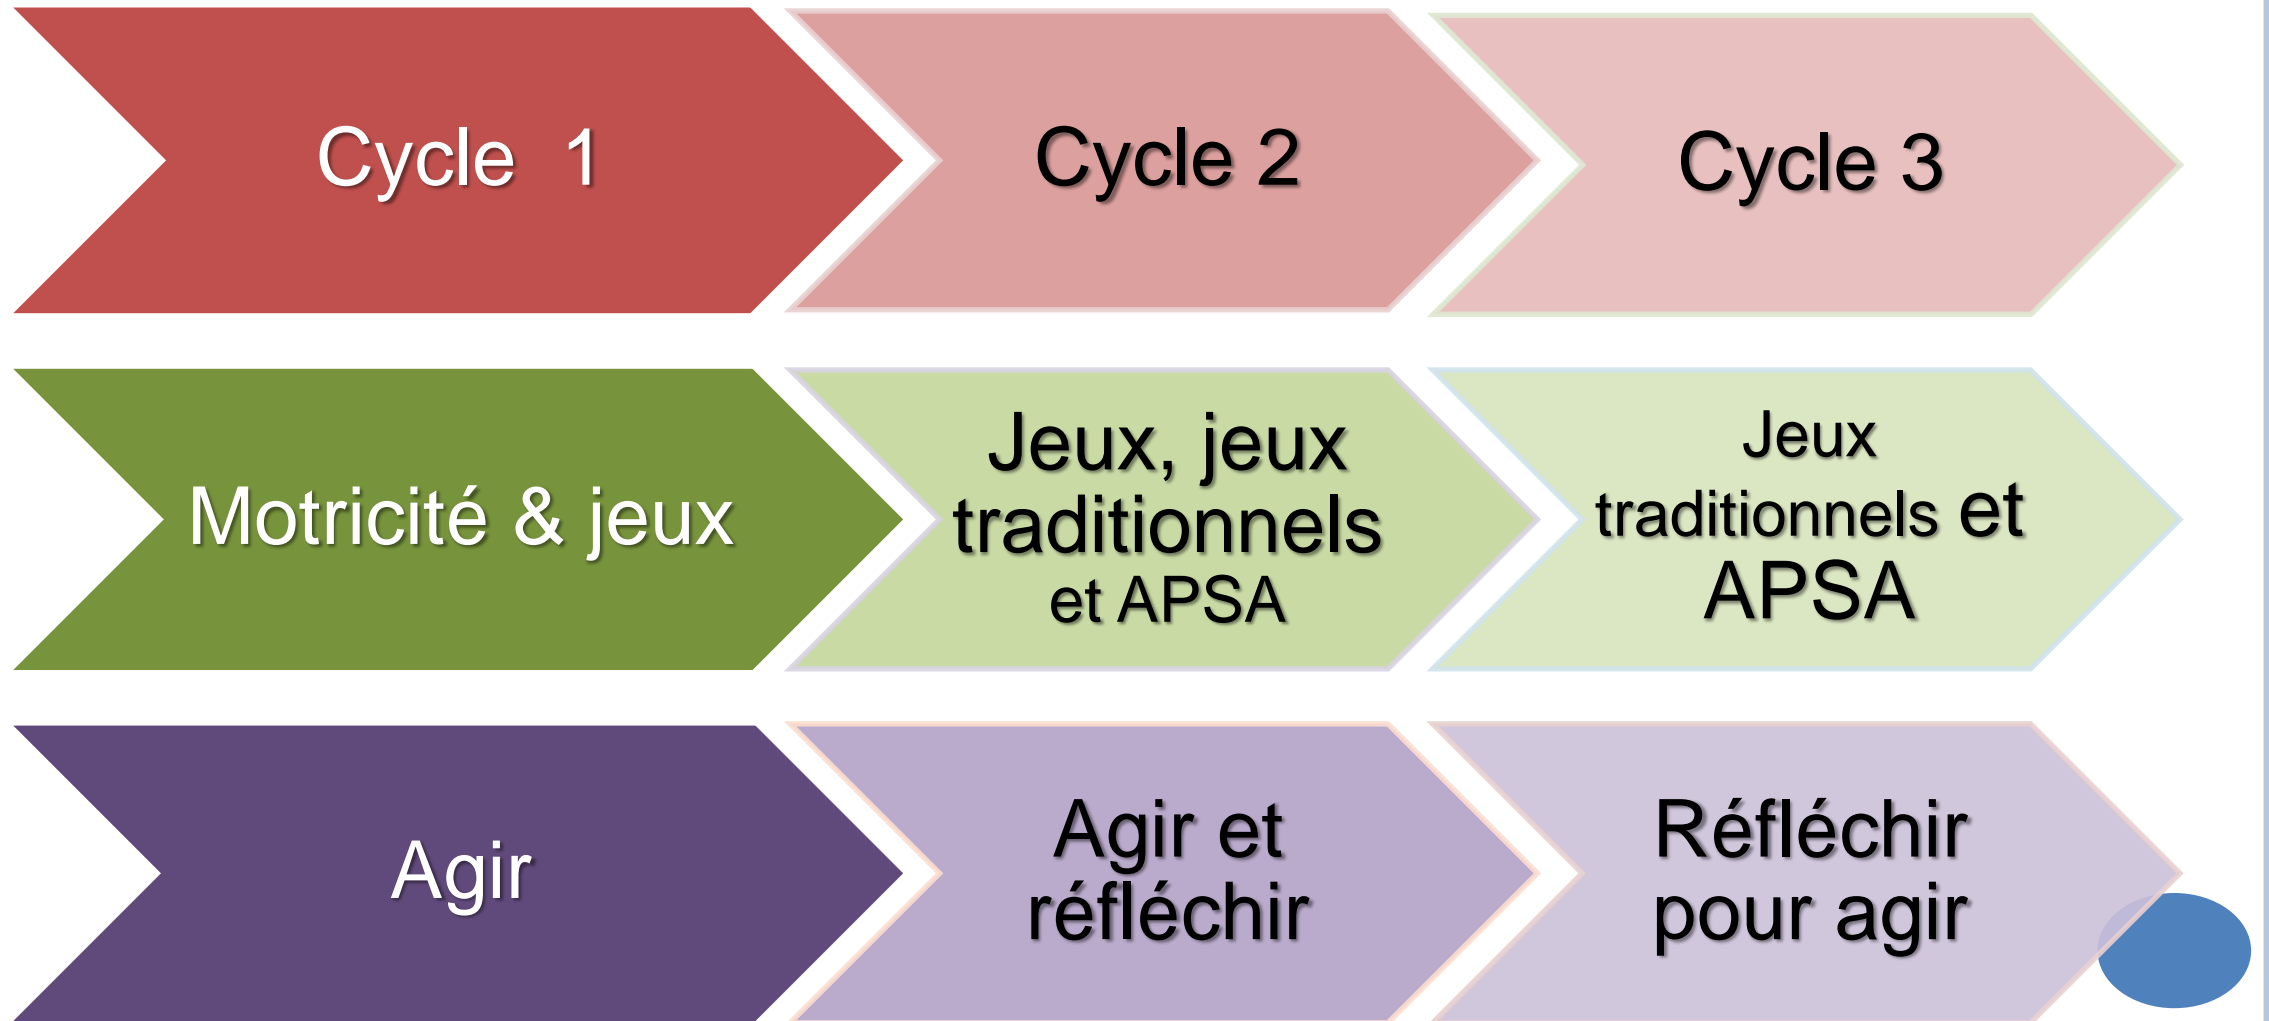 Cycle  1
Cycle 2
Cycle 3
Motricité & jeux
Jeux, jeux
traditionnels
et APSA
Jeux
traditionnels et
APSA
Agir
Agir et
réfléchir
Réfléchir
pour agir